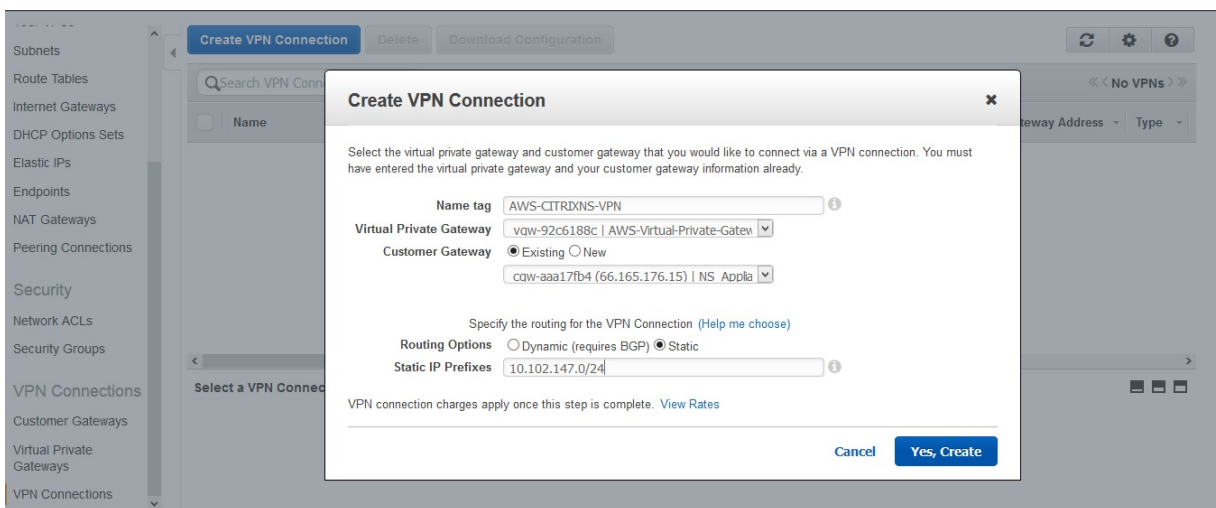 Subnets
Route Tables
Internet Gateways
DHCP Options Sets
Elastic IPs
Endpoints
NAT Gateways
Peering Connections
Security
Network ACLs
Security Groups
VPN Connections
Customer Gateways
Virtual Private
Gateways
VPN Connections
Create VPN Connection Delete Download Configuration
Search VPN Conn
No VPNs
Name
teway Address Type
Select a VPN Connec
Create VPN Connection
Select the virtual private gateway and customer gateway that you would like to connect via a VPN connection. You must
have entered the virtual private gateway and your customer gateway information already.
Name tag AWS-CITRIXNS-VPN
Virtual Private Gateway vgw-92c6188c | AWS-Virtual-Private-Gatew
Customer Gateway Existing New
cgw-aaa17fb4 (66.165.176.15) | NS_Applia
Specify the routing for the VPN Connection (Help me choose)
Routing Options Dynamic (requires BGP) Static
Static IP Prefixes 10.102.147.0/24
VPN connection charges apply once this step is complete. View Rates
Cancel Yes, Create